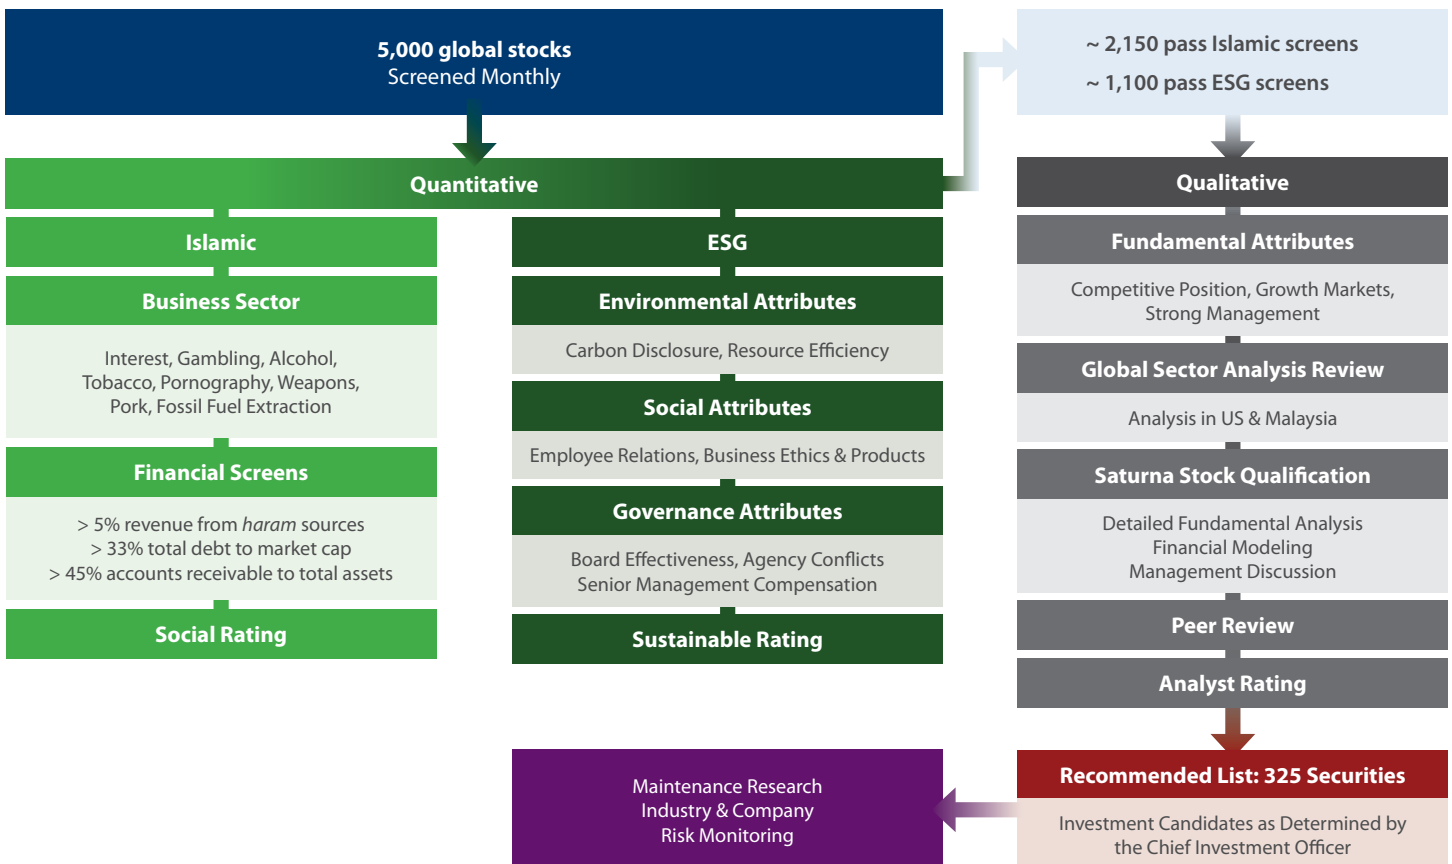 5,000 global stocks
Screened Monthly
~ 2,150 pass Islamic screens
~ 1,100 pass ESG screens
Quantitative
Islamic
Business Sector
Interest, Gambling, Alcohol,
Tobacco, Pornography, Weapons,
Pork, Fossil Fuel Extraction
Financial Screens
> 5% revenue from haram sources
> 33% total debt to market cap
> 45% accounts receivable to total assets
Social Rating
ESG
Environmental Attributes
Carbon Disclosure, Resource Efficiency
Social Attributes
Employee Relations, Business Ethics & Products
Governance Attributes
Board Effectiveness, Agency Conflicts
Senior Management Compensation
Sustainable Rating
Qualitative
Fundamental Attributes
Competitive Position, Growth Markets,
Strong Management
Global Sector Analysis Review
Analysis in US & Malaysia
Saturna Stock Qualification
Detailed Fundamental Analysis
Financial Modeling
Management Discussion
Peer Review
Analyst Rating
Recommended List: 325 Securities
Investment Candidates as Determined by
the Chief Investment Officer
Maintenance Research
Industry & Company
Risk Monitoring